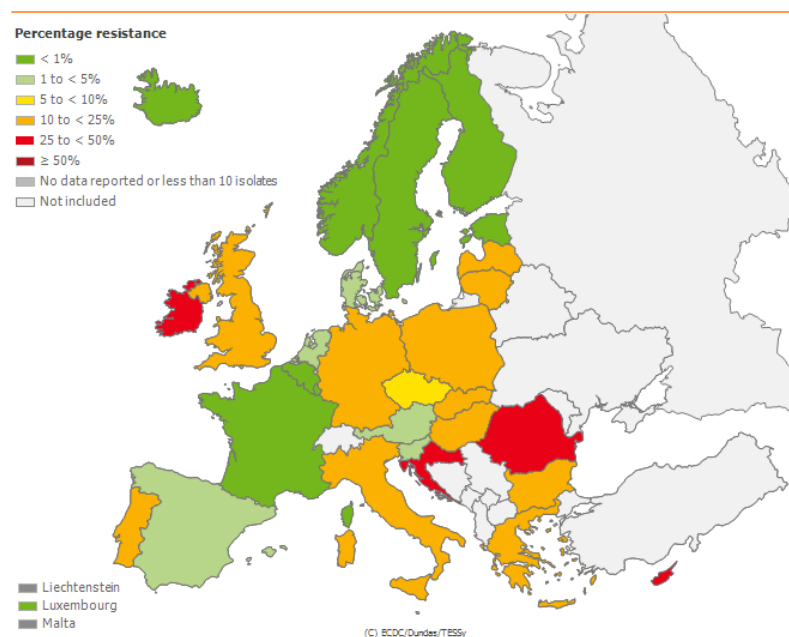 Percentage resistance
< 1%
1 to < 5%
5 to < 10%
10 to < 25%
25 to < 50%
≥ 50%
No data reported or less than 10 isolates
Not included
Liechtenstein
Luxembourg
Malta
(C) ECDC/Dundas/TESSy